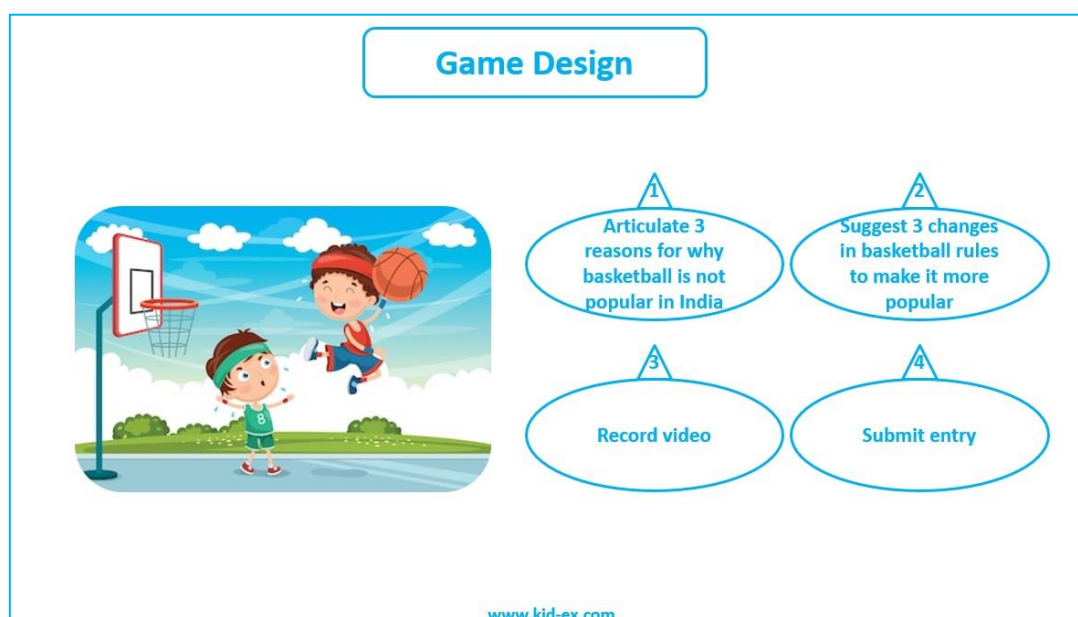 Game Design
1
Articulate 3
reasons for why
basketball is not
popular in India
2
Suggest 3 changes
in basketball rules
to make it more
popular
3
Record video
4
Submit entry
8
www.kid-ex.com